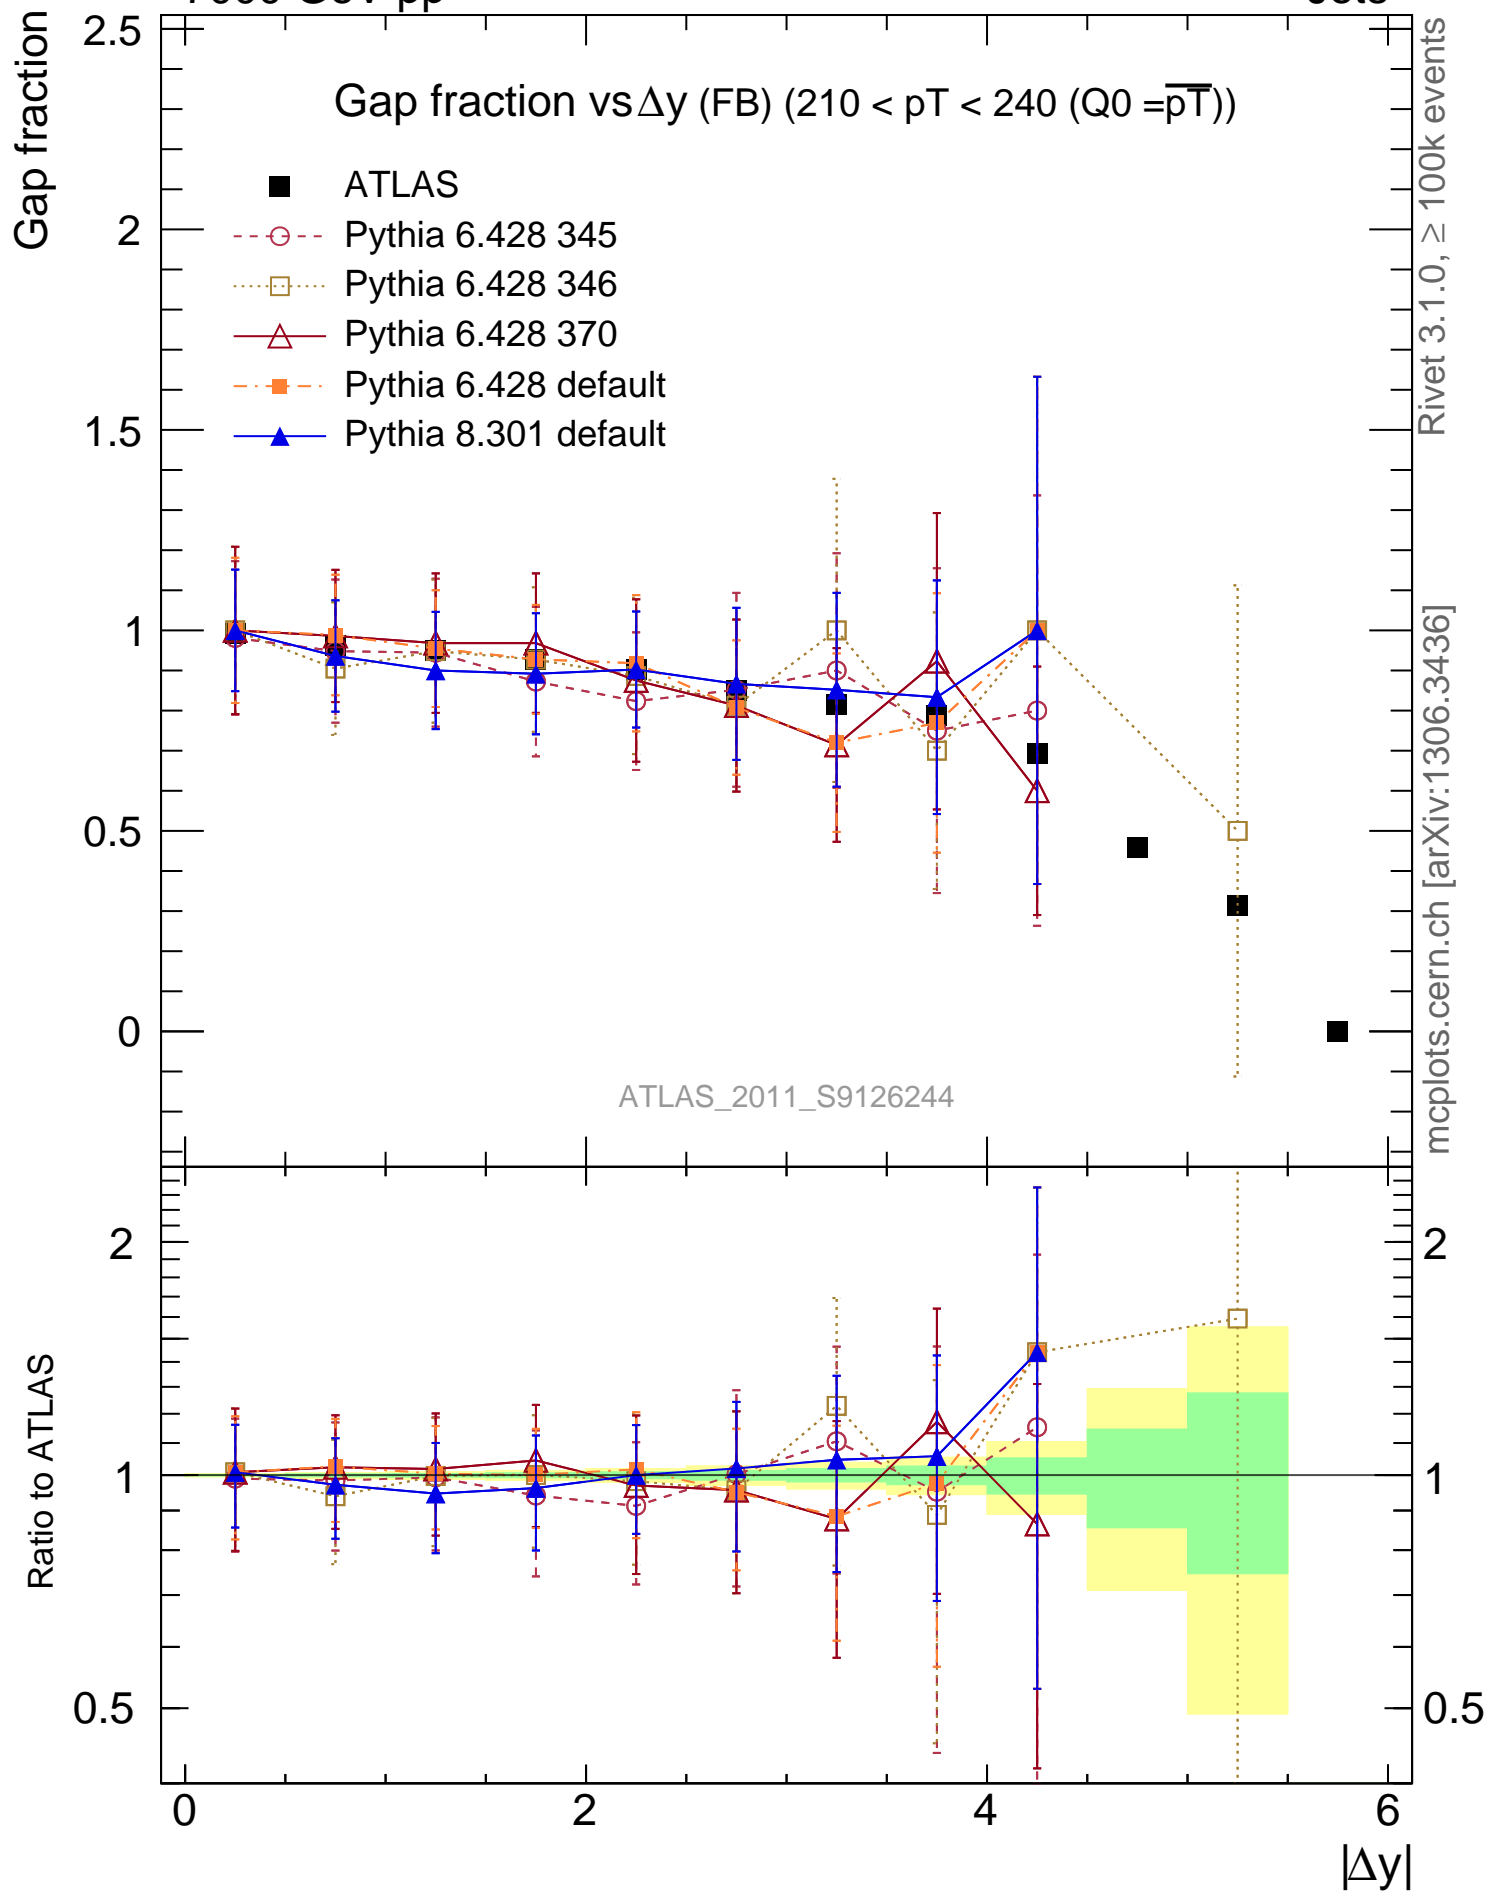 Gap fraction
Gap fraction vs Δy (FB) (210 < pT < 240 (Q0 = p̅T̅))
ATLAS
Pythia 6.428 345
Pythia 6.428 346
Pythia 6.428 370
Pythia 6.428 default
Pythia 8.301 default
2.5
2
1.5
1
0.5
0
ATLAS_2011_S9126244
Rivet 3.1.0, ≥ 100k events
mcplots.cern.ch [arXiv:1306.3436]
Ratio to ATLAS
2
1
0.5
2
1
0.5
0
2
4
6
|Δy|